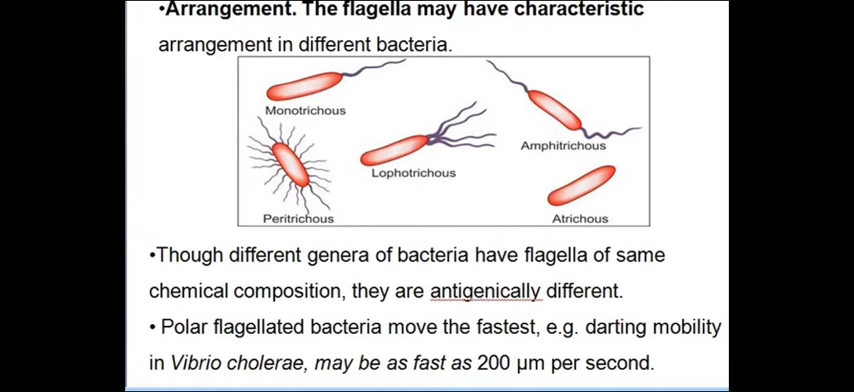 •Arrangement. The flagella may have characteristic
arrangement in different bacteria.
Monotrichous
Amphitrichous
Lophotrichous
Peritrichous
Atrichous
•Though different genera of bacteria have flagella of same
chemical composition, they are antigenically different.
• Polar flagellated bacteria move the fastest, e.g. darting mobility
in Vibrio cholerae, may be as fast as 200 µm per second.